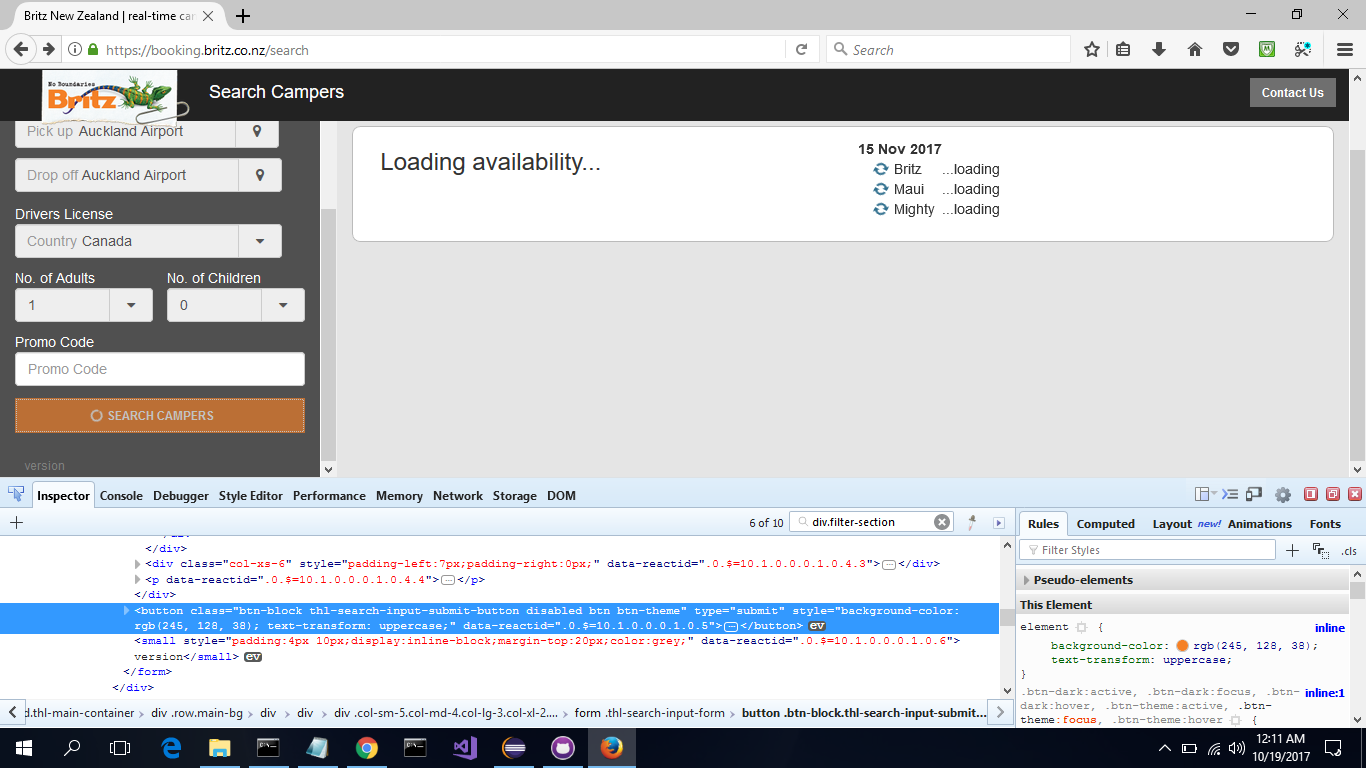 Britz New Zealand | real-time car
https://booking.britz.co.nz/search
Search
No Boundaries
Britz
Search Campers
Contact Us
Pick up Auckland Airport
Drop off Auckland Airport
Drivers License
Country Canada
No. of Adults
No. of Children
1
0
Promo Code
Promo Code
SEARCH CAMPERS
version
Loading availability...
15 Nov 2017
Britz ...loading
Maui ...loading
Mighty ...loading
Inspector Console Debugger Style Editor Performance Memory Network Storage DOM
6 of 10
div.filter-section
</div>
<div class="col-xs-6" style="padding-left:7px;padding-right:0px;" data-reactid=".0.$=10.1.0.0.0.1.0.4.3"></div>
<p data-reactid=".0.$=10.1.0.0.0.1.0.4.4"></p>
</div>
<button class="btn-block thl-search-input-submit-button disabled btn btn-theme" type="submit" style="background-color:
rgb(245, 128, 38); text-transform: uppercase;" data-reactid=".0.$=10.1.0.0.0.1.0.5"></button> ev
<small style="padding:4px 10px;display:inline-block;margin-top:20px;color:grey;" data-reactid=".0.$=10.1.0.0.0.1.0.6">
version</small> ev
</form>
</div>
d.thl-main-container div .row.main-bg div div div .col-sm-5.col-md-4.col-lg-3.col-xl-2.... form .thl-search-input-form button .btn-block.thl-search-input-submit...
Rules Computed Layout new! Animations Fonts
Filter Styles
.cls
Pseudo-elements
This Element
element {
inline
background-color: rgb(245, 128, 38);
text-transform: uppercase;
}
.btn-dark:active, .btn-dark:focus, .btn-
inline:1
dark:hover, .btn-theme:active, .btn-
theme:focus, .btn-theme:hover {
12:11 AM
10/19/2017